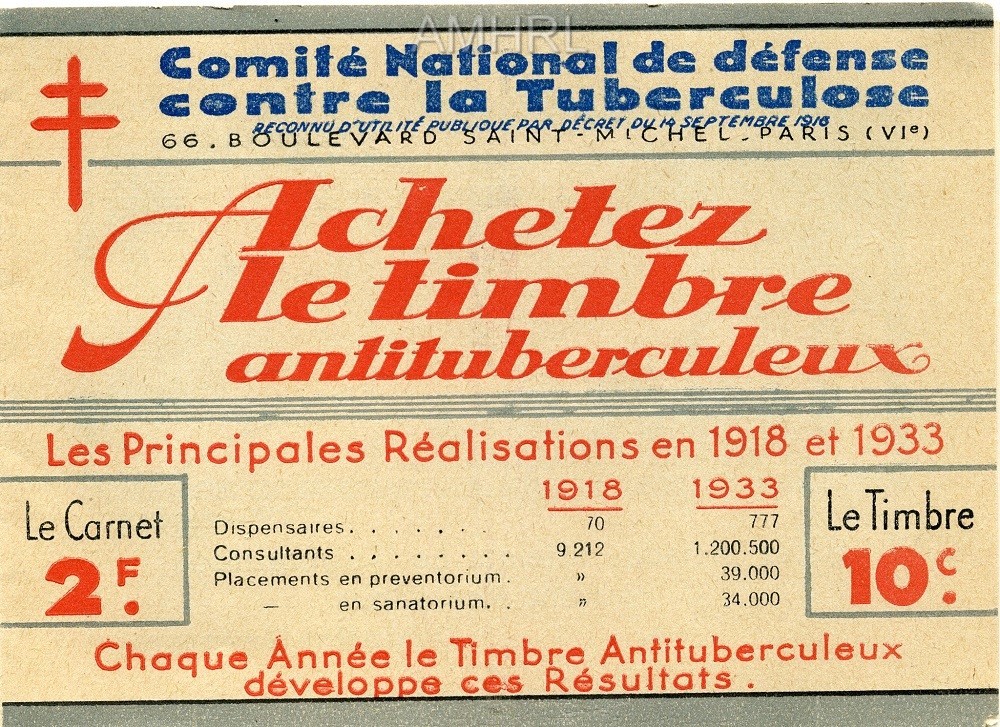 AMHRL
Comité National de défense
contre la Tuberculose
RECONNU D'UTILITÉ PUBLIQUE PAR DÉCRET DU 14 SEPTEMBRE 1916
66. BOULEVARD SAINT-MICHEL. PARIS (VIe)
Achetez
le timbre
antituberculeux
Les Principales Réalisations en 1918 et 1933
Le Carnet
2F.
1918 1933
Dispensaires. . . . . . 70 777
Consultants . . . . . . . . 9.212 1.200.500
Placements en preventorium. » 39.000
— en sanatorium. . » 34.000
Le Timbre
10c.
Chaque Année le Timbre Antituberculeux
développe ces Résultats.